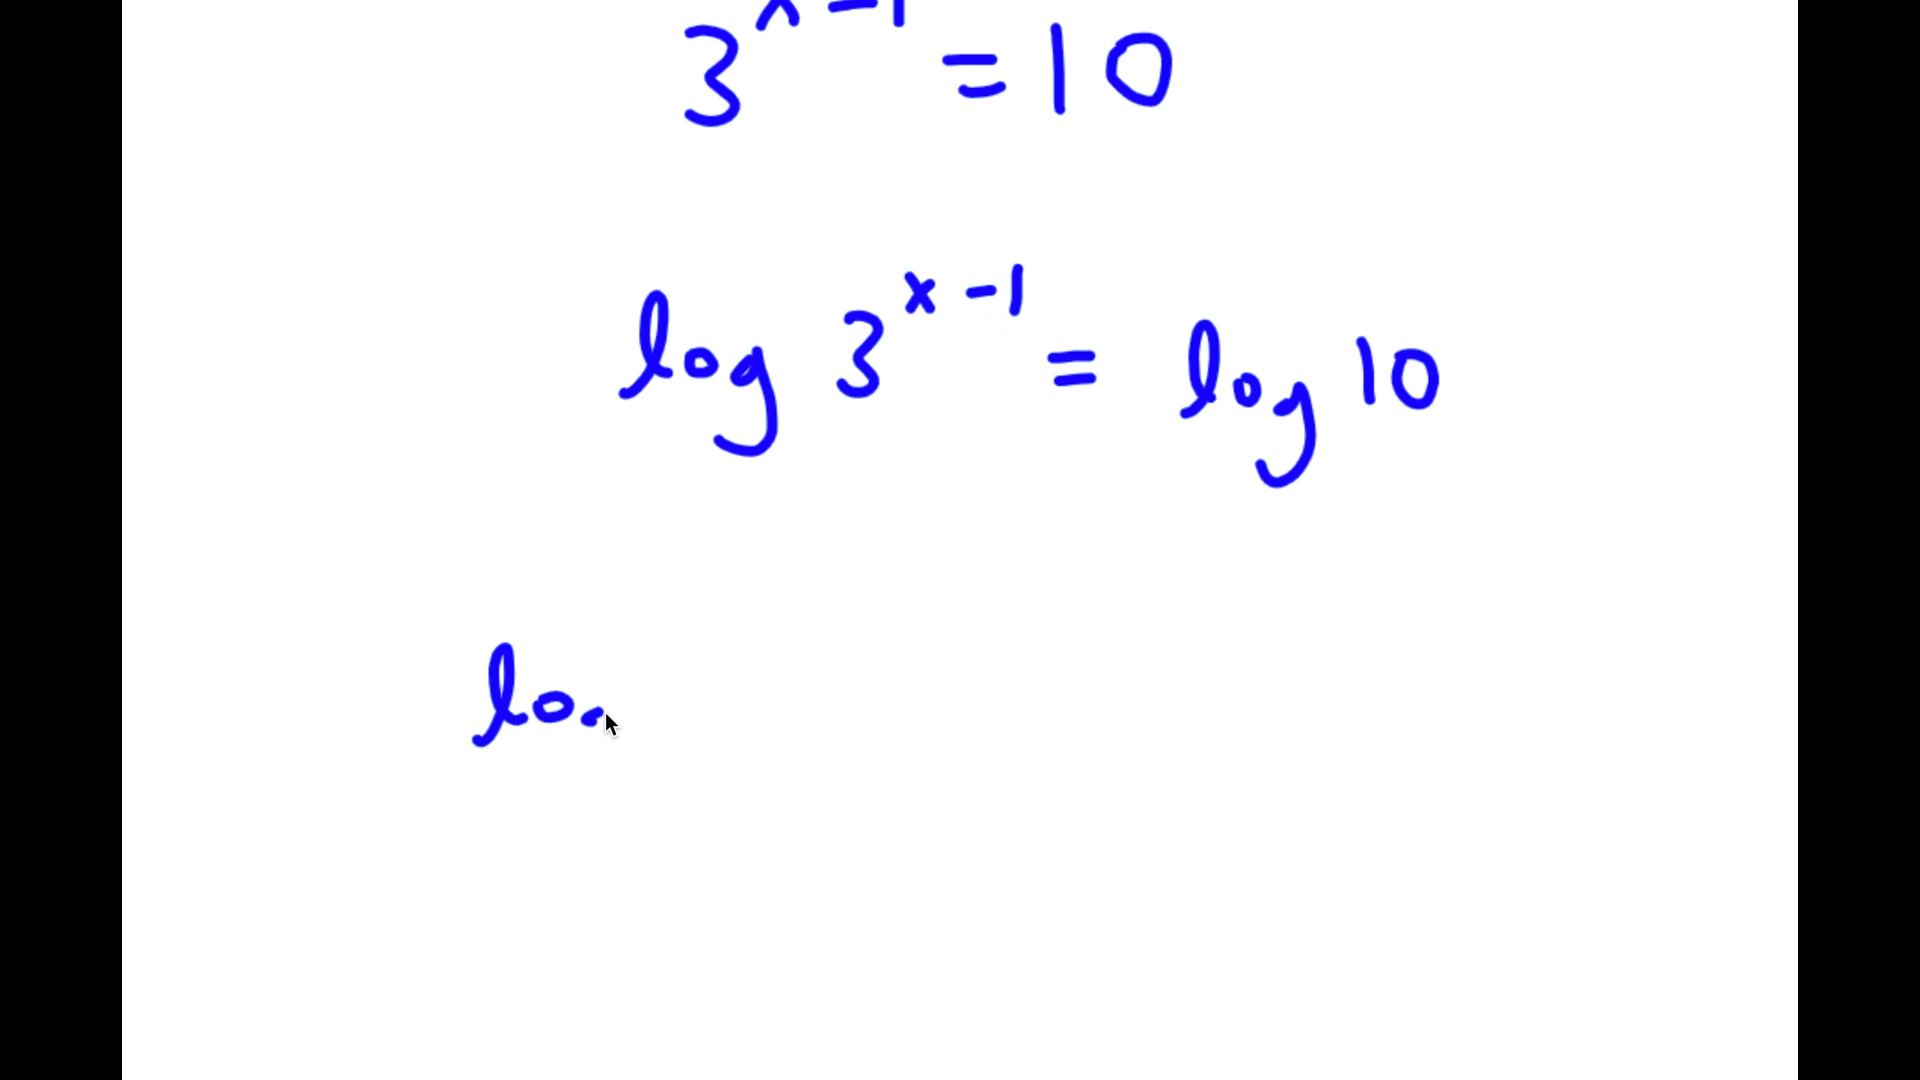 3^{x-1} = 10
log 3^{x-1} = log 10
lo